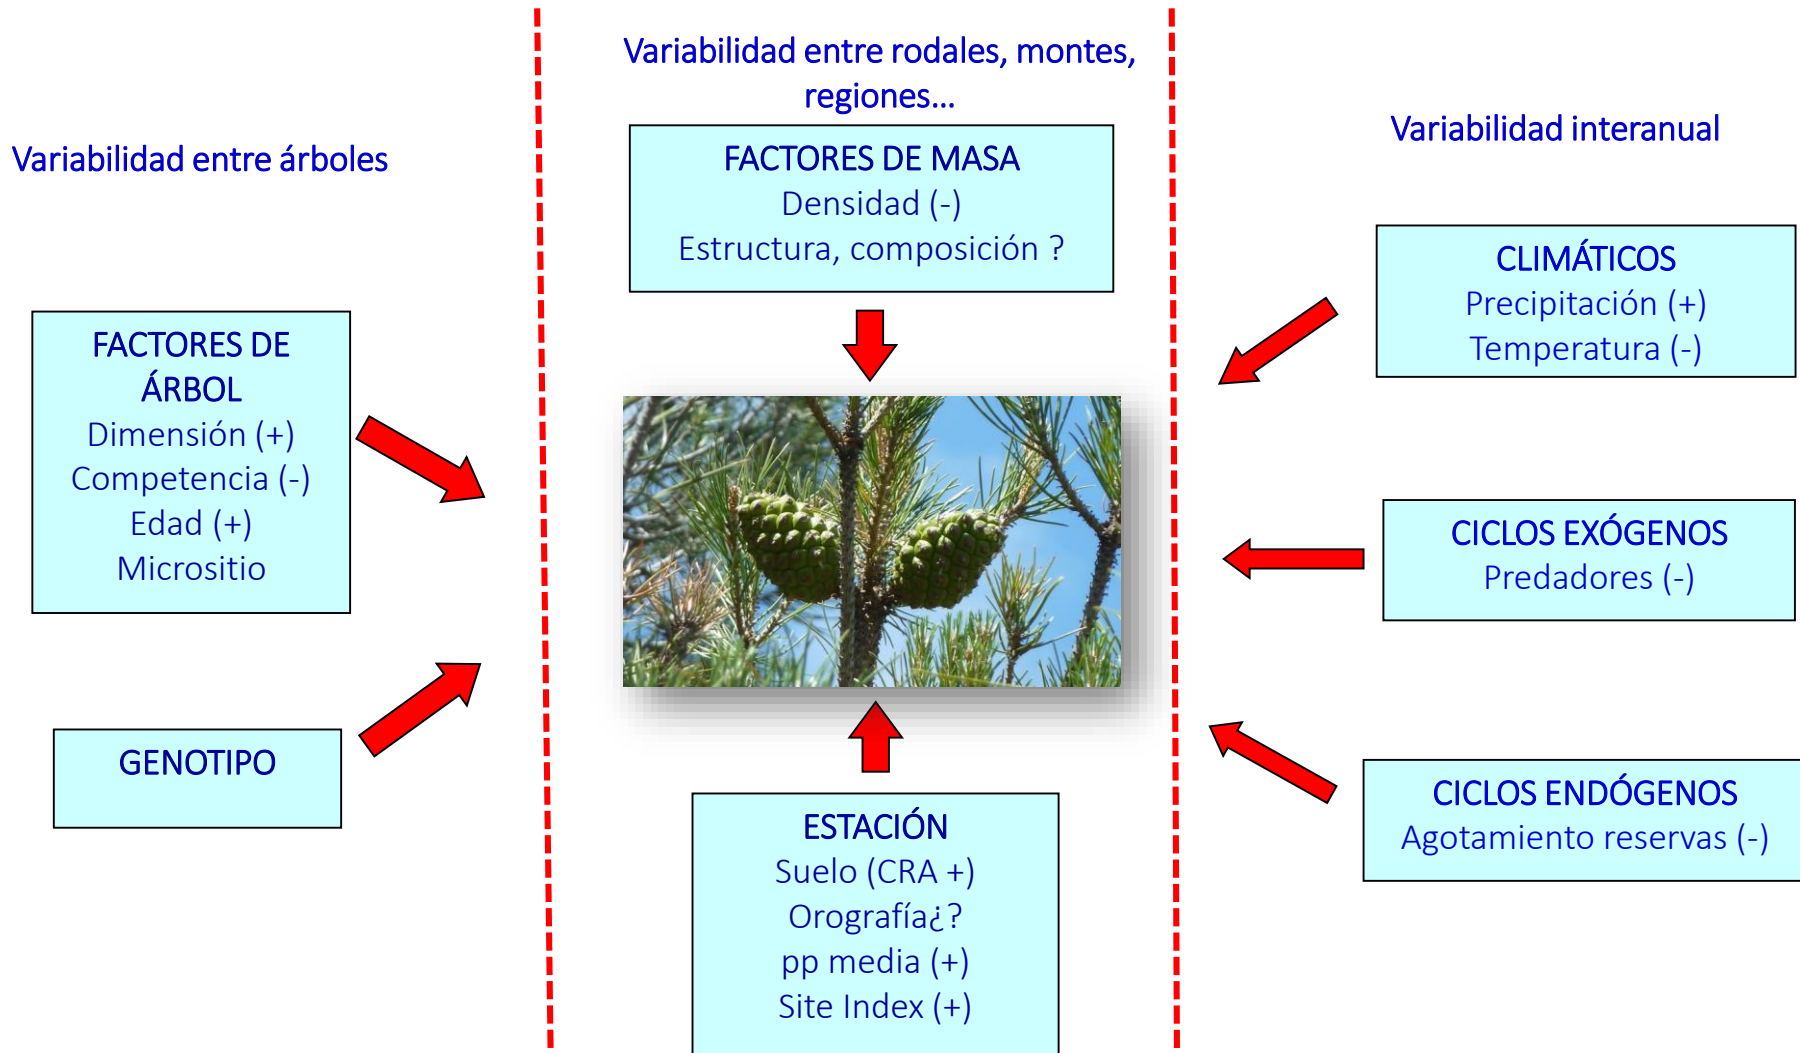 Variabilidad entre árboles
FACTORES DE
ÁRBOL
Dimensión (+)
Competencia (-)
Edad (+)
Micrositio
GENOTIPO
Variabilidad entre rodales, montes,
regiones...
FACTORES DE MASA
Densidad (-)
Estructura, composición ?
ESTACIÓN
Suelo (CRA +)
Orografía¿?
pp media (+)
Site Index (+)
Variabilidad interanual
CLIMÁTICOS
Precipitación (+)
Temperatura (-)
CICLOS EXÓGENOS
Predadores (-)
CICLOS ENDÓGENOS
Agotamiento reservas (-)